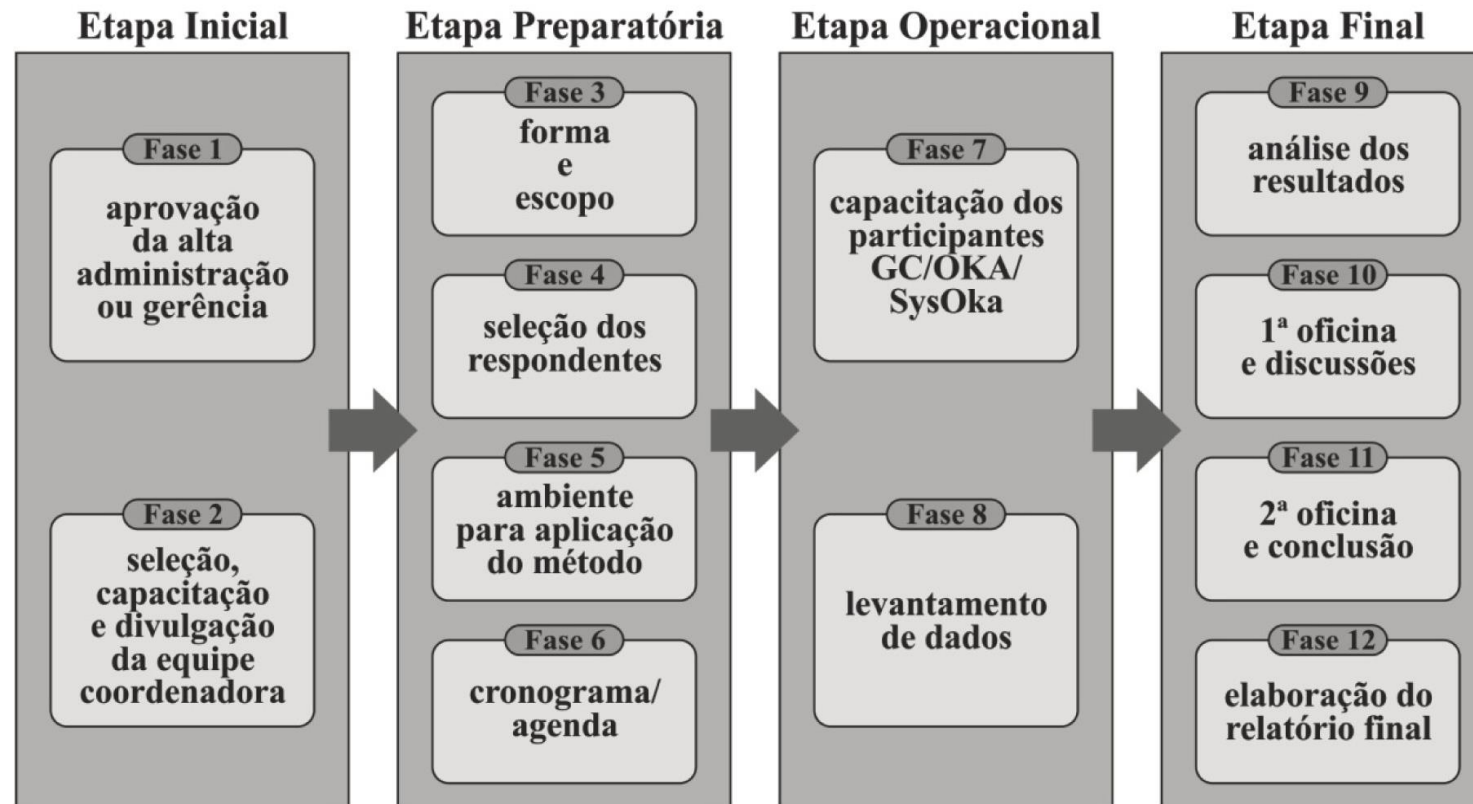 Etapa Inicial
Fase 1
aprovação
da alta
administração
ou gerência
Fase 2
seleção,
capacitação
e divulgação
da equipe
coordenadora
Etapa Preparatória
Fase 3
forma
e
escopo
Fase 4
seleção dos
respondentes
Fase 5
ambiente
para aplicação
do método
Fase 6
cronograma/
agenda
Etapa Operacional
Fase 7
capacitação dos
participantes
GC/OKA/
SysOka
Fase 8
levantamento
de dados
Etapa Final
Fase 9
análise dos
resultados
Fase 10
1ª oficina
e discussões
Fase 11
2ª oficina
e conclusão
Fase 12
elaboração do
relatório final